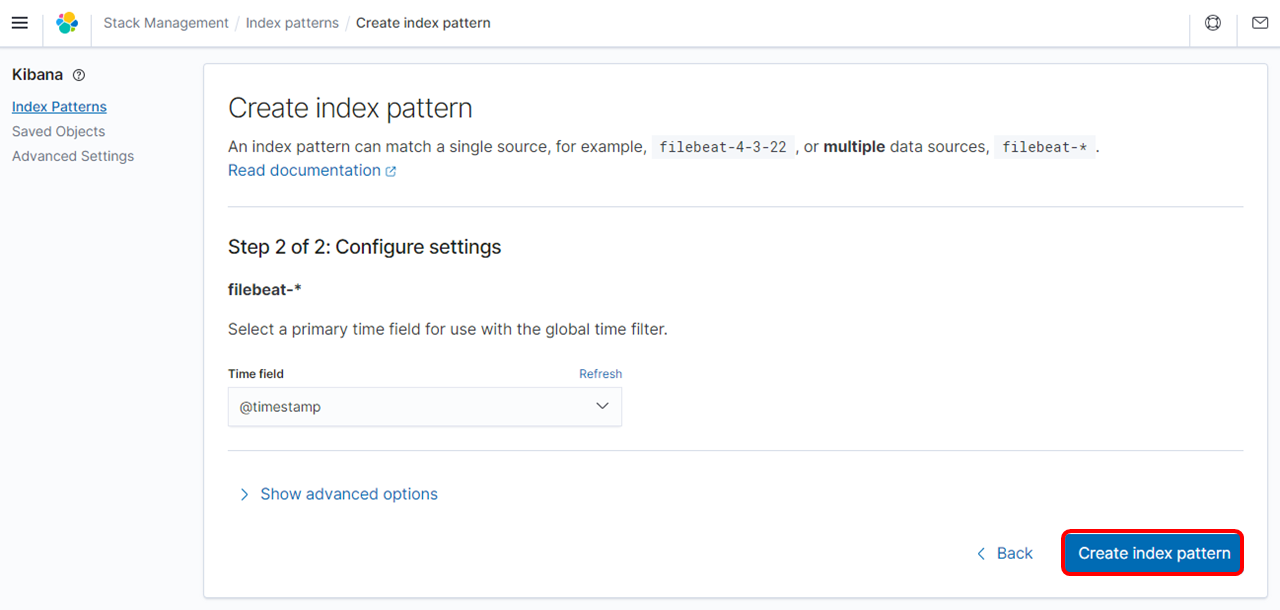 Stack Management / Index patterns / Create index pattern
Kibana
Index Patterns
Saved Objects
Advanced Settings
Create index pattern
An index pattern can match a single source, for example, filebeat-4-3-22 , or multiple data sources, filebeat-* .
Read documentation
Step 2 of 2: Configure settings
filebeat-*
Select a primary time field for use with the global time filter.
Time field Refresh
@timestamp
Show advanced options
Back Create index pattern